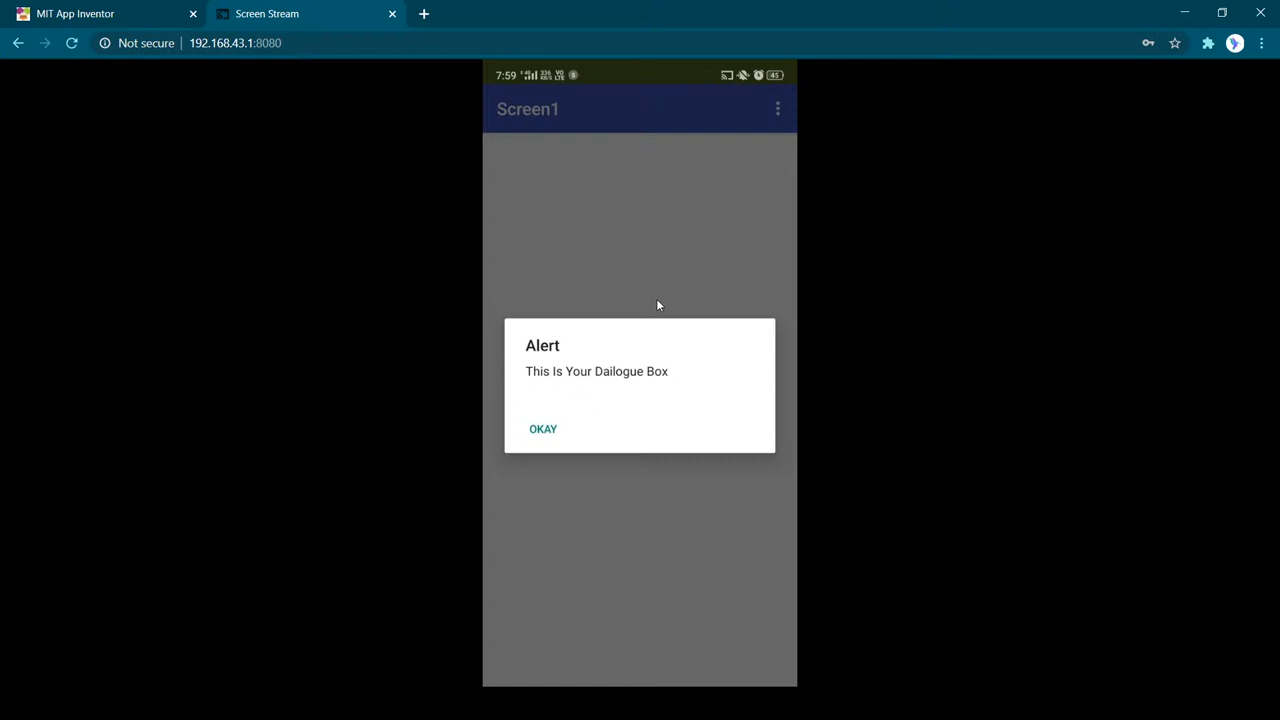 MIT App Inventor
Screen Stream
Not secure
192.168.43.1:8080
7:59
45
Screen1
Alert
This Is Your Dailogue Box
OKAY